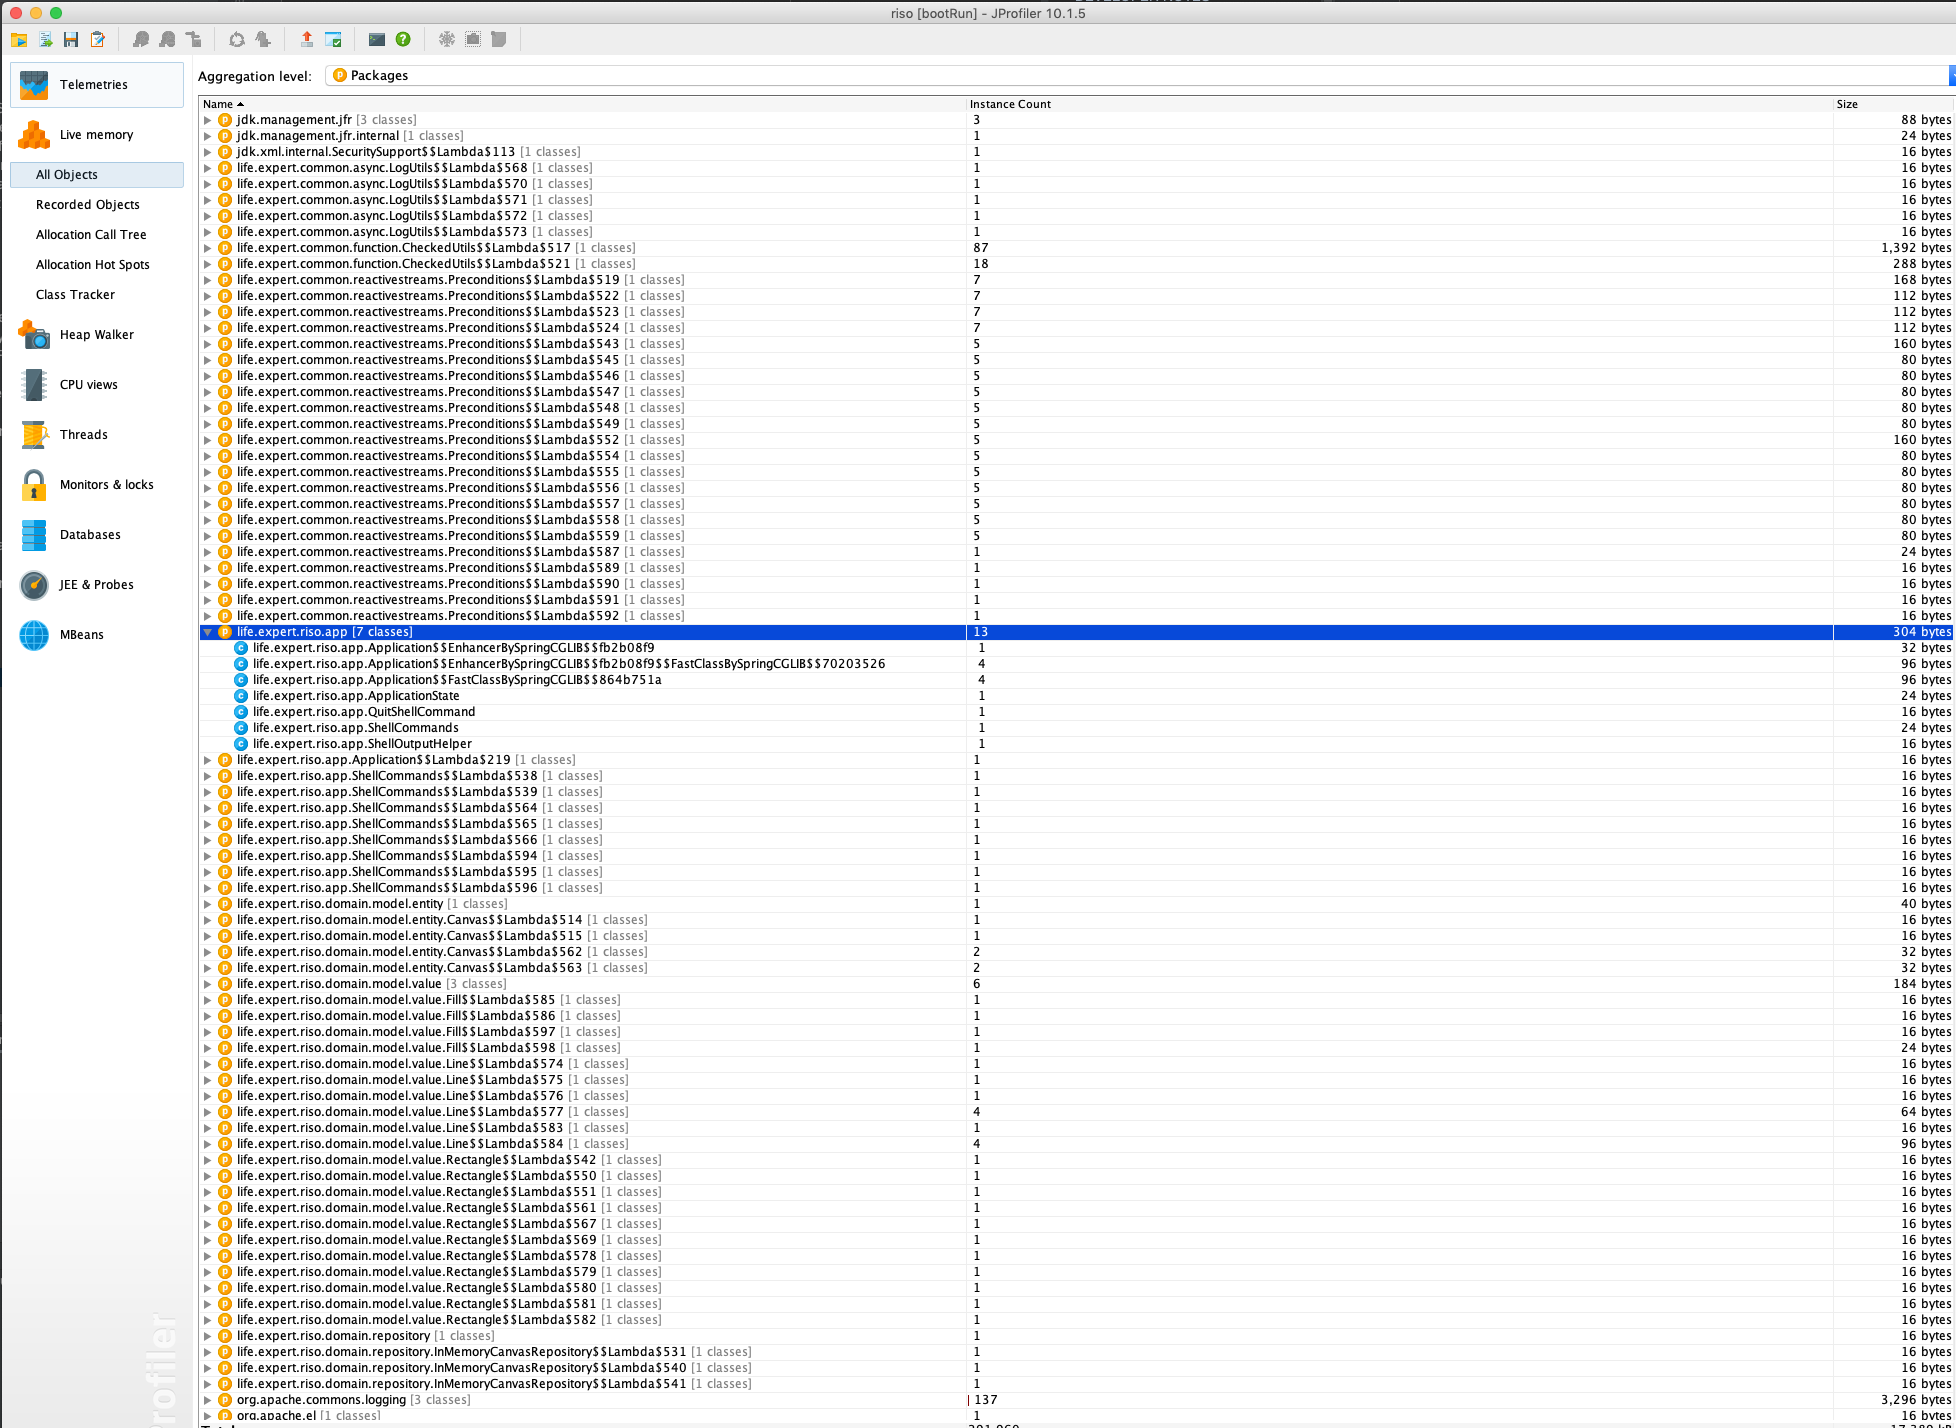 riso [bootRun] - JProfiler 10.1.5
Telemetries
Live memory
All Objects
Recorded Objects
Allocation Call Tree
Allocation Hot Spots
Class Tracker
Heap Walker
CPU views
Threads
Monitors & locks
Databases
JEE & Probes
MBeans
Aggregation level: Packages
Name Instance Count Size
jdk.management.jfr [3 classes] 3 88 bytes
jdk.management.jfr.internal [1 classes] 1 24 bytes
jdk.xml.internal.SecuritySupport$$Lambda$113 [1 classes] 1 16 bytes
life.expert.common.async.LogUtils$$Lambda$568 [1 classes] 1 16 bytes
life.expert.common.async.LogUtils$$Lambda$570 [1 classes] 1 16 bytes
life.expert.common.async.LogUtils$$Lambda$571 [1 classes] 1 16 bytes
life.expert.common.async.LogUtils$$Lambda$572 [1 classes] 1 16 bytes
life.expert.common.async.LogUtils$$Lambda$573 [1 classes] 1 16 bytes
life.expert.common.function.CheckedUtils$$Lambda$517 [1 classes] 87 1,392 bytes
life.expert.common.function.CheckedUtils$$Lambda$521 [1 classes] 18 288 bytes
life.expert.common.reactivestreams.Preconditions$$Lambda$519 [1 classes] 7 168 bytes
life.expert.common.reactivestreams.Preconditions$$Lambda$522 [1 classes] 7 112 bytes
life.expert.common.reactivestreams.Preconditions$$Lambda$523 [1 classes] 7 112 bytes
life.expert.common.reactivestreams.Preconditions$$Lambda$524 [1 classes] 7 112 bytes
life.expert.common.reactivestreams.Preconditions$$Lambda$543 [1 classes] 5 160 bytes
life.expert.common.reactivestreams.Preconditions$$Lambda$545 [1 classes] 5 80 bytes
life.expert.common.reactivestreams.Preconditions$$Lambda$546 [1 classes] 5 80 bytes
life.expert.common.reactivestreams.Preconditions$$Lambda$547 [1 classes] 5 80 bytes
life.expert.common.reactivestreams.Preconditions$$Lambda$548 [1 classes] 5 80 bytes
life.expert.common.reactivestreams.Preconditions$$Lambda$549 [1 classes] 5 80 bytes
life.expert.common.reactivestreams.Preconditions$$Lambda$552 [1 classes] 5 160 bytes
life.expert.common.reactivestreams.Preconditions$$Lambda$554 [1 classes] 5 80 bytes
life.expert.common.reactivestreams.Preconditions$$Lambda$555 [1 classes] 5 80 bytes
life.expert.common.reactivestreams.Preconditions$$Lambda$556 [1 classes] 5 80 bytes
life.expert.common.reactivestreams.Preconditions$$Lambda$557 [1 classes] 5 80 bytes
life.expert.common.reactivestreams.Preconditions$$Lambda$558 [1 classes] 5 80 bytes
life.expert.common.reactivestreams.Preconditions$$Lambda$559 [1 classes] 5 80 bytes
life.expert.common.reactivestreams.Preconditions$$Lambda$587 [1 classes] 1 24 bytes
life.expert.common.reactivestreams.Preconditions$$Lambda$589 [1 classes] 1 16 bytes
life.expert.common.reactivestreams.Preconditions$$Lambda$590 [1 classes] 1 16 bytes
life.expert.common.reactivestreams.Preconditions$$Lambda$591 [1 classes] 1 16 bytes
life.expert.common.reactivestreams.Preconditions$$Lambda$592 [1 classes] 1 16 bytes
life.expert.riso.app [7 classes] 13 304 bytes
life.expert.riso.app.Application$$EnhancerBySpringCGLIB$$fb2b08f9 1 32 bytes
life.expert.riso.app.Application$$EnhancerBySpringCGLIB$$fb2b08f9$$FastClassBySpringCGLIB$$70203526 4 96 bytes
life.expert.riso.app.Application$$FastClassBySpringCGLIB$$864b751a 4 96 bytes
life.expert.riso.app.ApplicationState 1 24 bytes
life.expert.riso.app.QuitShellCommand 1 16 bytes
life.expert.riso.app.ShellCommands 1 24 bytes
life.expert.riso.app.ShellOutputHelper 1 16 bytes
life.expert.riso.app.Application$$Lambda$219 [1 classes] 1 16 bytes
life.expert.riso.app.ShellCommands$$Lambda$538 [1 classes] 1 16 bytes
life.expert.riso.app.ShellCommands$$Lambda$539 [1 classes] 1 16 bytes
life.expert.riso.app.ShellCommands$$Lambda$564 [1 classes] 1 16 bytes
life.expert.riso.app.ShellCommands$$Lambda$565 [1 classes] 1 16 bytes
life.expert.riso.app.ShellCommands$$Lambda$566 [1 classes] 1 16 bytes
life.expert.riso.app.ShellCommands$$Lambda$594 [1 classes] 1 16 bytes
life.expert.riso.app.ShellCommands$$Lambda$595 [1 classes] 1 16 bytes
life.expert.riso.app.ShellCommands$$Lambda$596 [1 classes] 1 16 bytes
life.expert.riso.domain.model.entity [1 classes] 1 40 bytes
life.expert.riso.domain.model.entity.Canvas$$Lambda$514 [1 classes] 1 16 bytes
life.expert.riso.domain.model.entity.Canvas$$Lambda$515 [1 classes] 1 16 bytes
life.expert.riso.domain.model.entity.Canvas$$Lambda$562 [1 classes] 2 32 bytes
life.expert.riso.domain.model.entity.Canvas$$Lambda$563 [1 classes] 2 32 bytes
life.expert.riso.domain.model.value [3 classes] 6 184 bytes
life.expert.riso.domain.model.value.Fill$$Lambda$585 [1 classes] 1 16 bytes
life.expert.riso.domain.model.value.Fill$$Lambda$586 [1 classes] 1 16 bytes
life.expert.riso.domain.model.value.Fill$$Lambda$597 [1 classes] 1 16 bytes
life.expert.riso.domain.model.value.Fill$$Lambda$598 [1 classes] 1 24 bytes
life.expert.riso.domain.model.value.Line$$Lambda$574 [1 classes] 1 16 bytes
life.expert.riso.domain.model.value.Line$$Lambda$575 [1 classes] 1 16 bytes
life.expert.riso.domain.model.value.Line$$Lambda$576 [1 classes] 1 16 bytes
life.expert.riso.domain.model.value.Line$$Lambda$577 [1 classes] 4 64 bytes
life.expert.riso.domain.model.value.Line$$Lambda$583 [1 classes] 1 16 bytes
life.expert.riso.domain.model.value.Line$$Lambda$584 [1 classes] 4 96 bytes
life.expert.riso.domain.model.value.Rectangle$$Lambda$542 [1 classes] 1 16 bytes
life.expert.riso.domain.model.value.Rectangle$$Lambda$550 [1 classes] 1 16 bytes
life.expert.riso.domain.model.value.Rectangle$$Lambda$551 [1 classes] 1 16 bytes
life.expert.riso.domain.model.value.Rectangle$$Lambda$561 [1 classes] 1 16 bytes
life.expert.riso.domain.model.value.Rectangle$$Lambda$567 [1 classes] 1 16 bytes
life.expert.riso.domain.model.value.Rectangle$$Lambda$569 [1 classes] 1 16 bytes
life.expert.riso.domain.model.value.Rectangle$$Lambda$578 [1 classes] 1 16 bytes
life.expert.riso.domain.model.value.Rectangle$$Lambda$579 [1 classes] 1 16 bytes
life.expert.riso.domain.model.value.Rectangle$$Lambda$580 [1 classes] 1 16 bytes
life.expert.riso.domain.model.value.Rectangle$$Lambda$581 [1 classes] 1 16 bytes
life.expert.riso.domain.model.value.Rectangle$$Lambda$582 [1 classes] 1 16 bytes
life.expert.riso.domain.repository [1 classes] 1 16 bytes
life.expert.riso.domain.repository.InMemoryCanvasRepository$$Lambda$531 [1 classes] 1 16 bytes
life.expert.riso.domain.repository.InMemoryCanvasRepository$$Lambda$540 [1 classes] 1 16 bytes
life.expert.riso.domain.repository.InMemoryCanvasRepository$$Lambda$541 [1 classes] 1 16 bytes
org.apache.commons.logging [3 classes] 137 3,296 bytes
org.apache.el [1 classes] 1 16 bytes